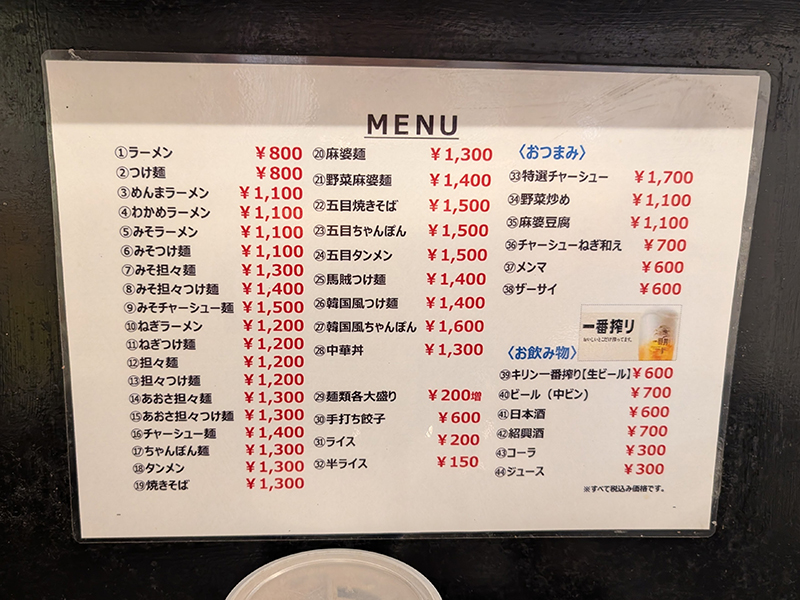 MENU
①ラーメン ￥800
②つけ麺 ￥800
③めんまラーメン ￥1,100
④わかめラーメン ￥1,100
⑤みそラーメン ￥1,100
⑥みそつけ麺 ￥1,100
⑦みそ担々麺 ￥1,300
⑧みそ担々つけ麺 ￥1,400
⑨みそチャーシュー麺 ￥1,500
⑩ねぎラーメン ￥1,200
⑪ねぎつけ麺 ￥1,200
⑫担々麺 ￥1,200
⑬担々つけ麺 ￥1,200
⑭あおさ担々麺 ￥1,300
⑮あおさ担々つけ麺 ￥1,300
⑯チャーシュー麺 ￥1,400
⑰ちゃんぽん麺 ￥1,300
⑱タンメン ￥1,300
⑲焼きそば ￥1,300
⑳麻婆麺 ￥1,300
㉑野菜麻婆麺 ￥1,400
㉒五目焼きそば ￥1,500
㉓五目ちゃんぽん ￥1,500
㉔五目タンメン ￥1,500
㉕馬賊つけ麺 ￥1,400
㉖韓国風つけ麺 ￥1,400
㉗韓国風ちゃんぽん ￥1,600
㉘中華丼 ￥1,300
㉙麺類各大盛り ￥200増
㉚手打ち餃子 ￥600
㉛ライス ￥200
㉜半ライス ￥150
〈おつまみ〉
㉝特選チャーシュー ￥1,700
㉞野菜炒め ￥1,100
㉟麻婆豆腐 ￥1,100
㊱チャーシューねぎ和え ￥700
㊲メンマ ￥600
㊳ザーサイ ￥600
一番搾り
おいしいとこだけ搾ってます。
〈お飲み物〉
㊴キリン一番搾り【生ビール】 ￥600
㊵ビール（中ビン） ￥700
㊶日本酒 ￥600
㊷紹興酒 ￥700
㊸コーラ ￥300
㊹ジュース ￥300
※すべて税込み価格です。